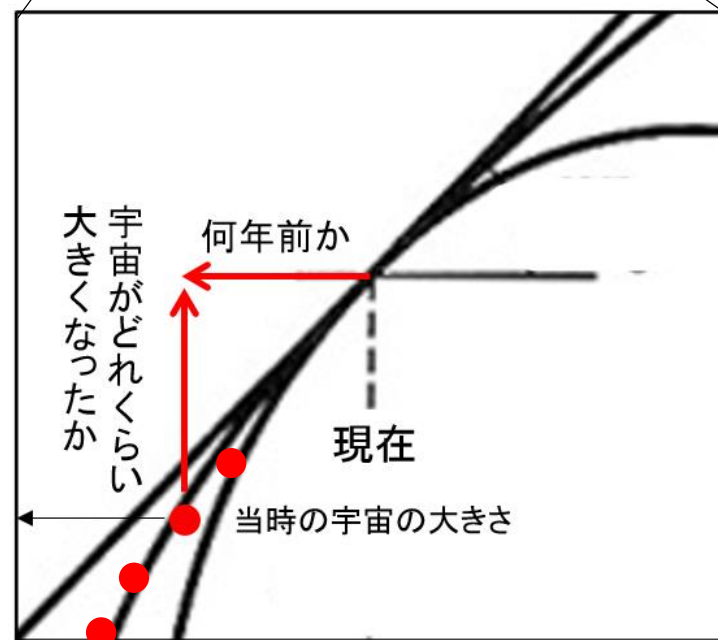 何年前か
宇宙がどれくらい
大きくなったか
現在
当時の宇宙の大きさ